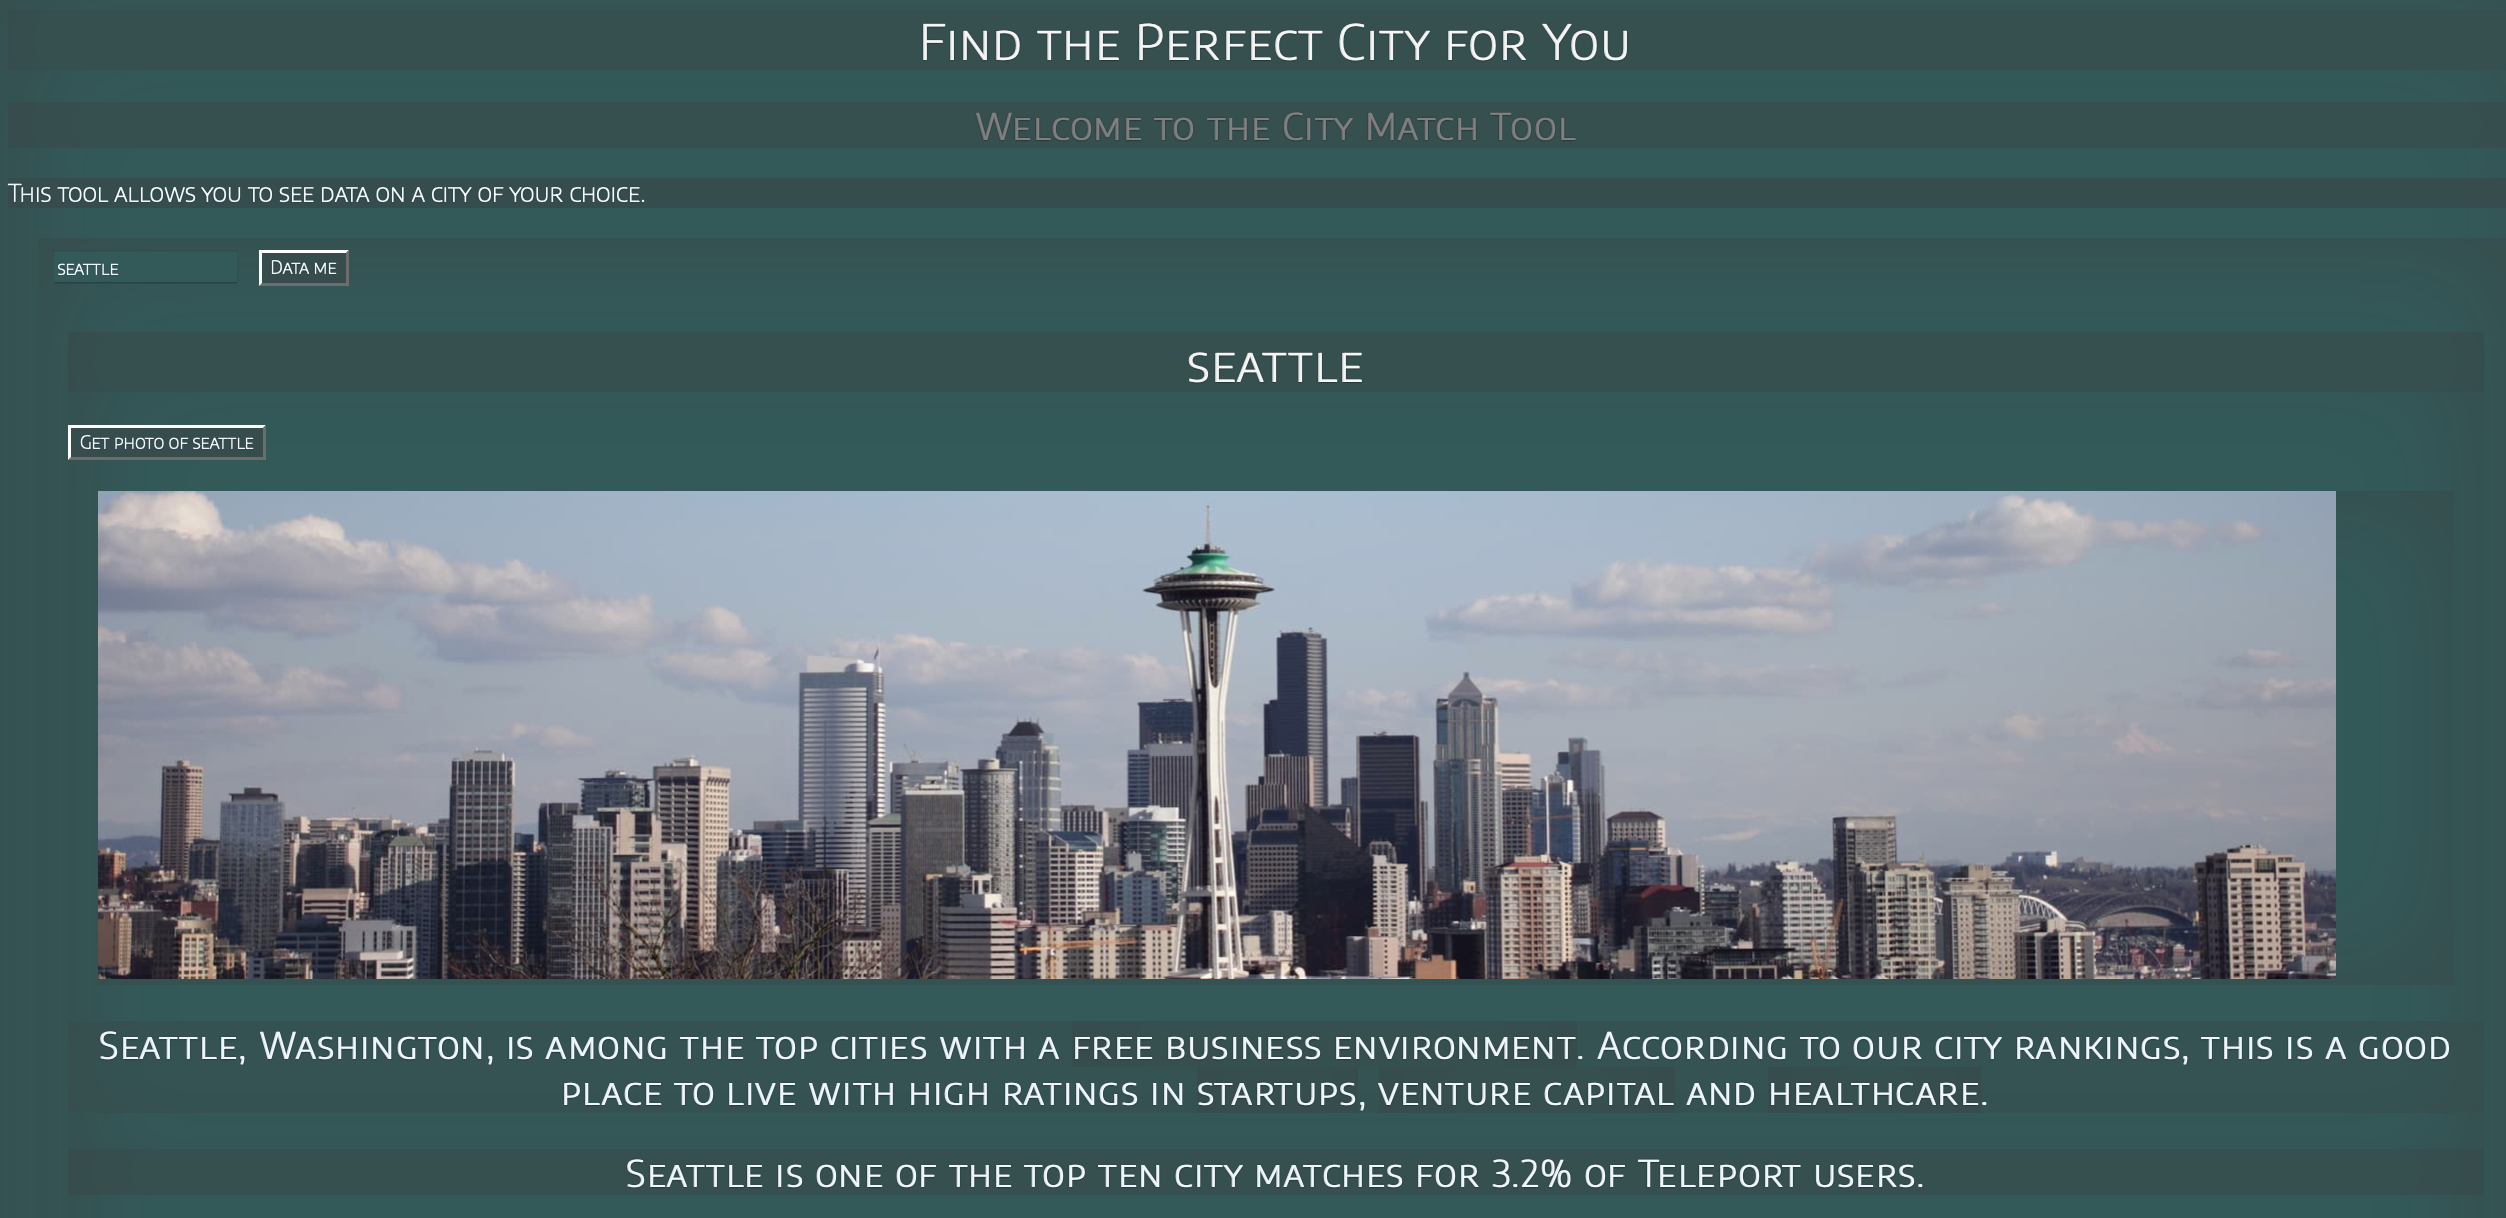 Find the Perfect City for You
Welcome to the City Match Tool
This tool allows you to see data on a city of your choice.
seattle
Data me
seattle
Get photo of seattle
Seattle, Washington, is among the top cities with a free business environment. According to our city rankings, this is a good
place to live with high ratings in startups, venture capital and healthcare.
Seattle is one of the top ten city matches for 3.2% of Teleport users.